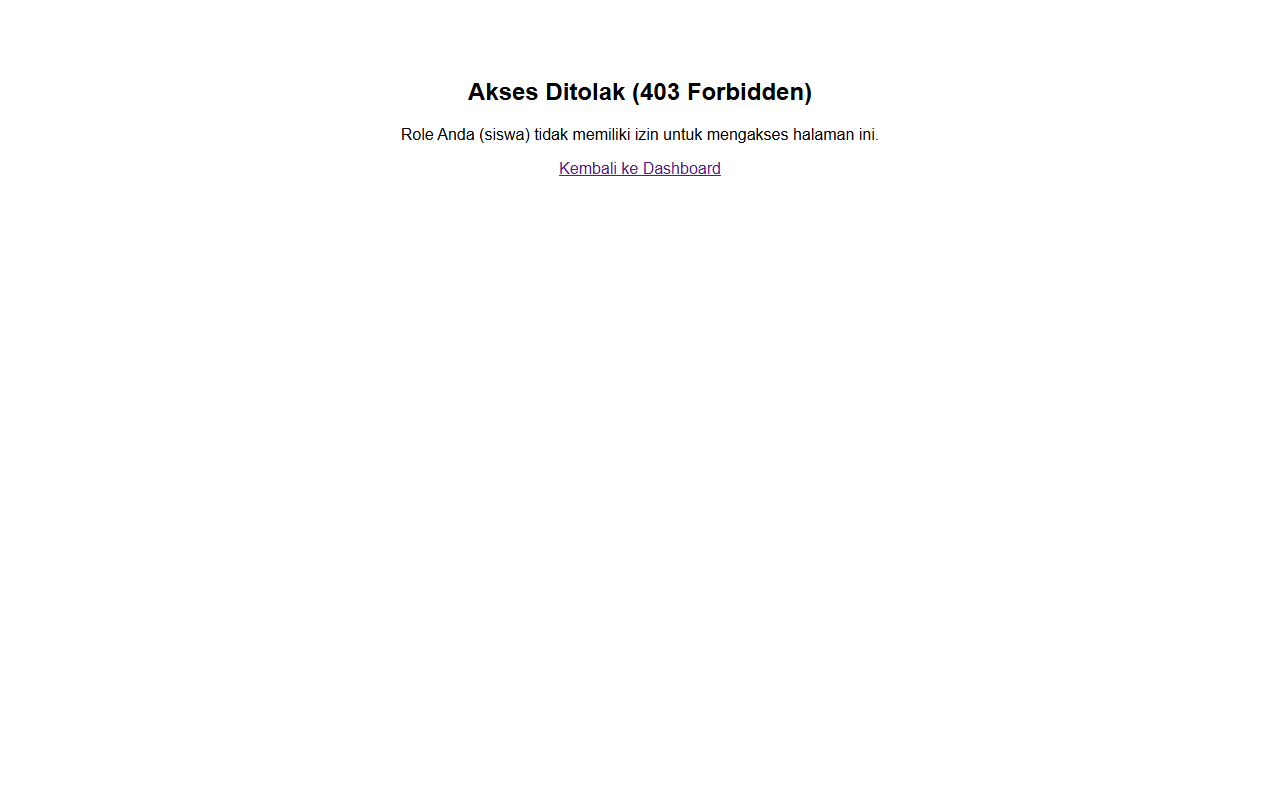 Akses Ditolak (403 Forbidden)
Role Anda (siswa) tidak memiliki izin untuk mengakses halaman ini.
Kembali ke Dashboard